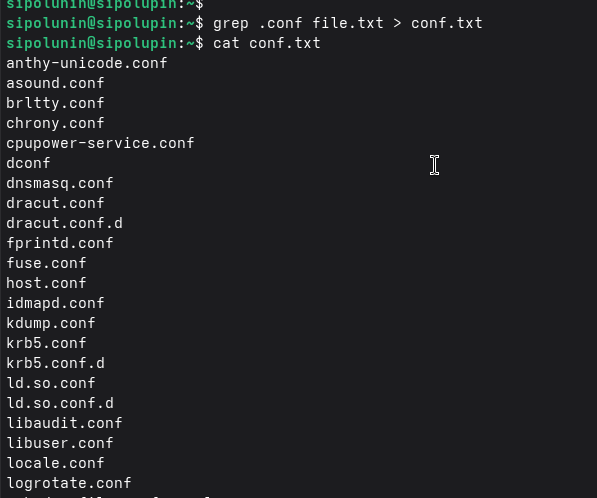 sipolunin@sipolupin:~$
sipolunin@sipolupin:~$ grep .conf file.txt > conf.txt
sipolunin@sipolupin:~$ cat conf.txt
anthy-unicode.conf
asound.conf
brltty.conf
chrony.conf
cpupower-service.conf
dconf
dnsmasq.conf
dracut.conf
dracut.conf.d
fprintd.conf
fuse.conf
host.conf
idmapd.conf
kdump.conf
krb5.conf
krb5.conf.d
ld.so.conf
ld.so.conf.d
libaudit.conf
libuser.conf
locale.conf
logrotate.conf